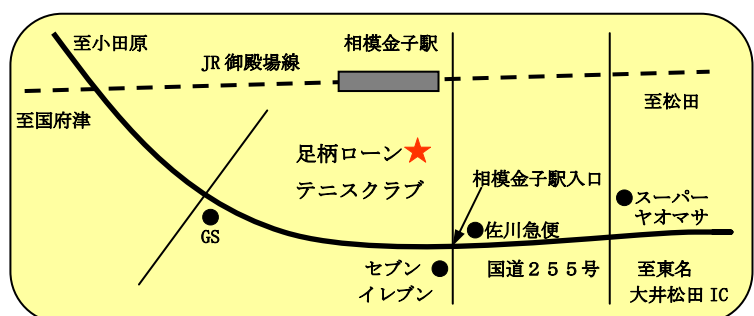 至小田原
相模金子駅
JR 御殿場線
至松田
至国府津
足柄ローン
テニスクラブ
相模金子駅入口
スーパー
ヤオマサ
佐川急便
GS
セブン
イレブン
国道２５５号
至東名
大井松田 IC